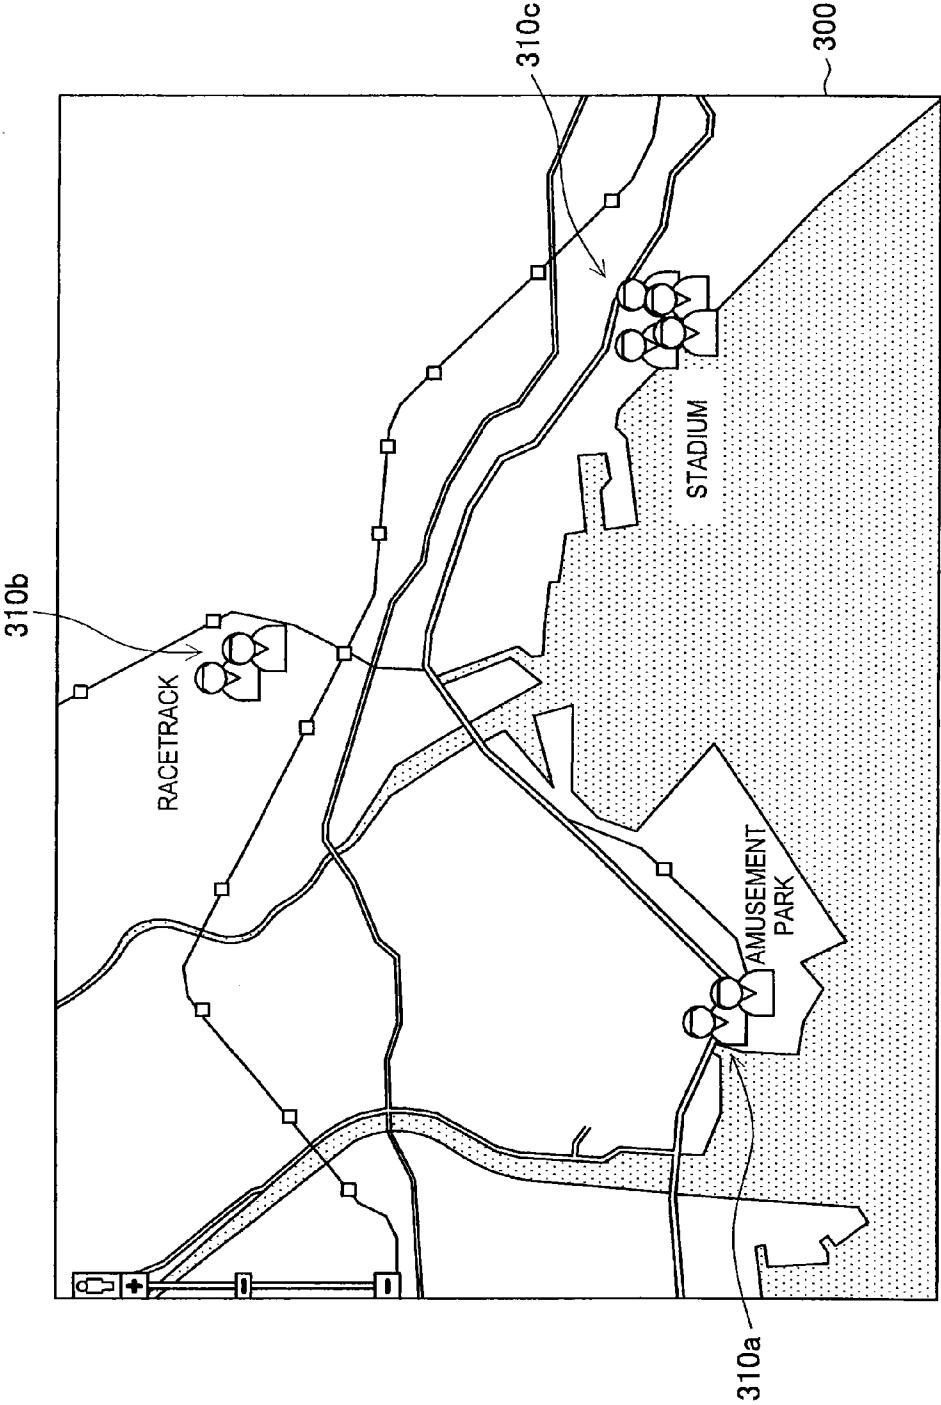 310b
310c
300
RACETRACK
STADIUM
AMUSEMENT
PARK
310a
+
-
-